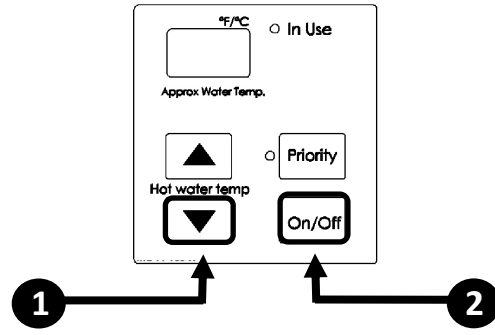 °F/°C
In Use
Approx Water Temp.
Priority
Hot water temp
On/Off
1
2